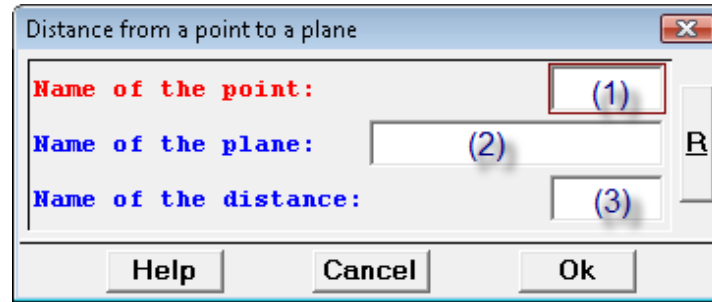 Distance from a point to a plane
Name of the point: (1)
Name of the plane: (2)
R
Name of the distance: (3)
Help Cancel Ok